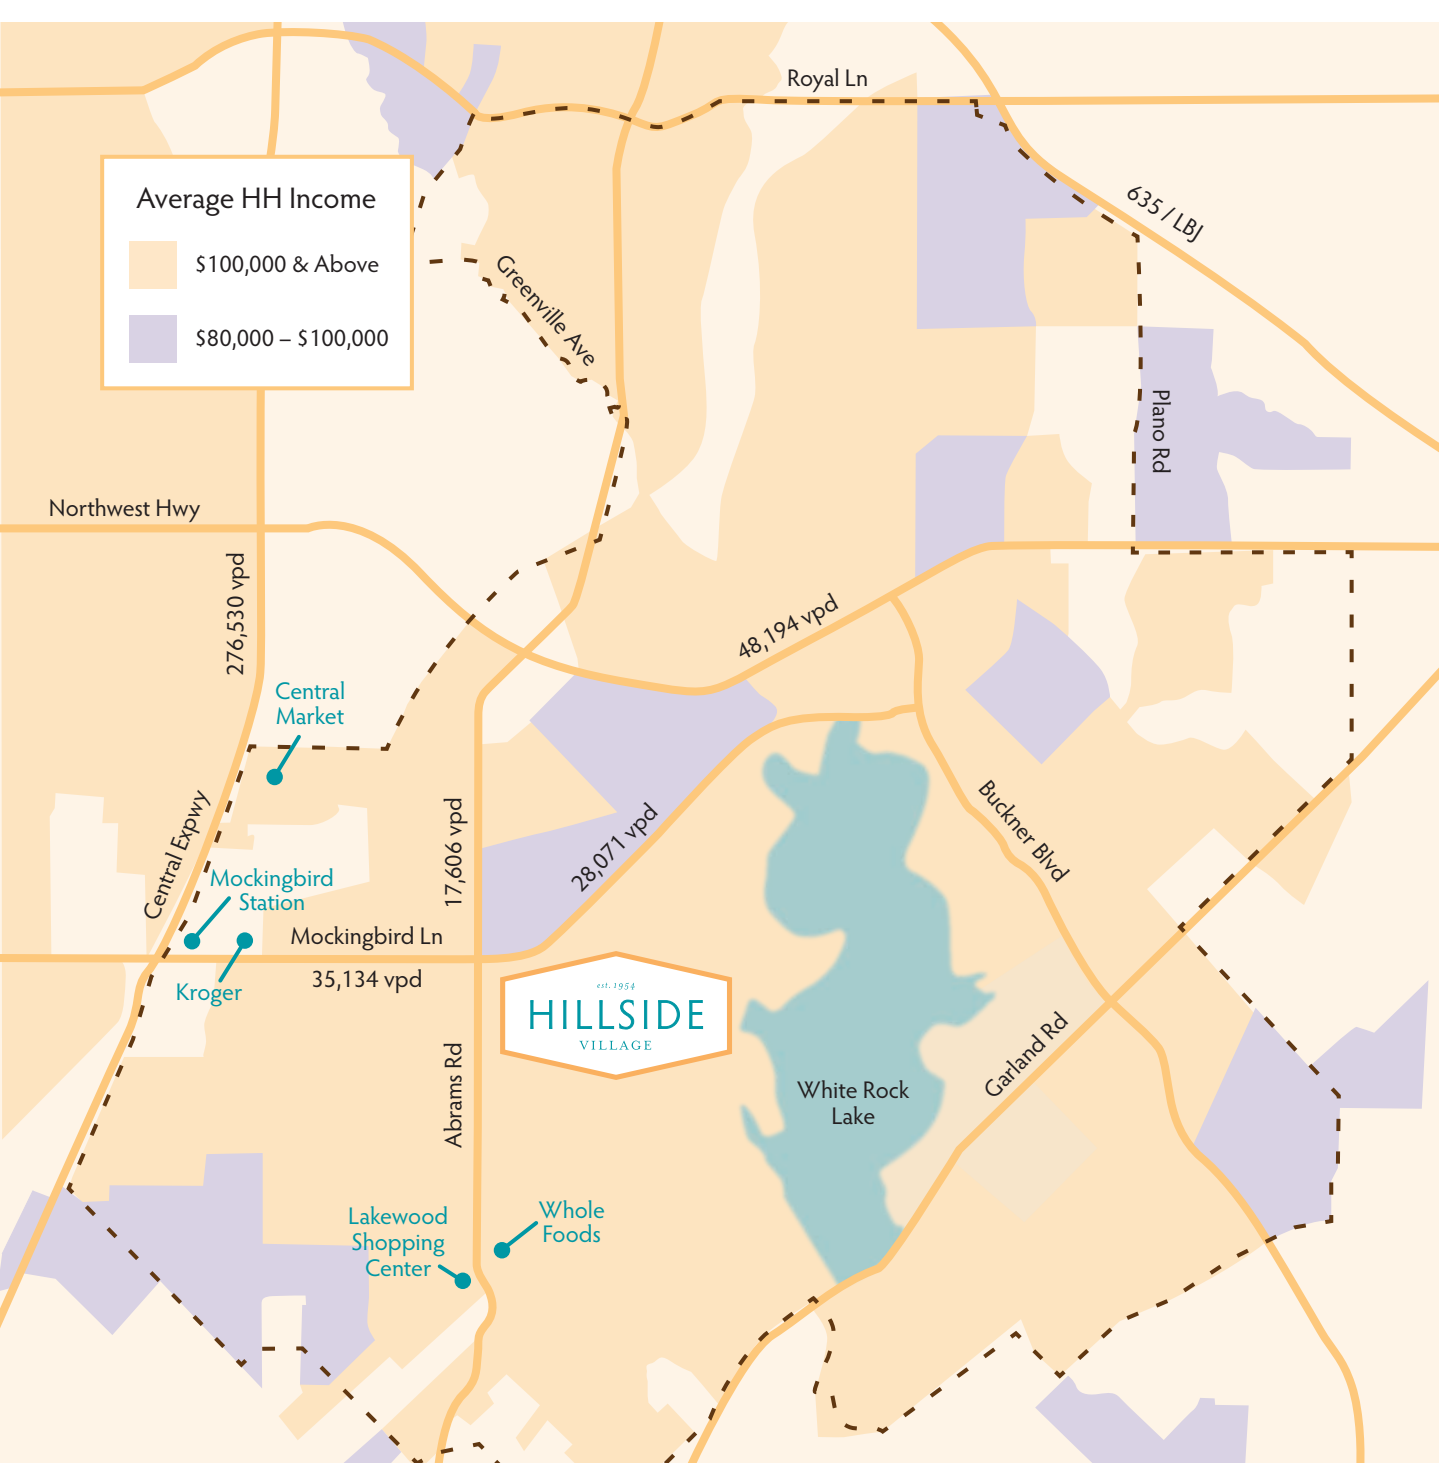 Royal Ln
635 / LBJ
Average HH Income
$100,000 & Above
$80,000 – $100,000
Greenville Ave
Plano Rd
Northwest Hwy
276,530 vpd
48,194 vpd
Central
Market
Central Expwy
17,606 vpd
28,071 vpd
Buckner Blvd
Mockingbird
Station
Mockingbird Ln
35,134 vpd
Kroger
est. 1954
HILLSIDE
VILLAGE
Abrams Rd
Garland Rd
White Rock
Lake
Lakewood
Shopping
Center
Whole
Foods